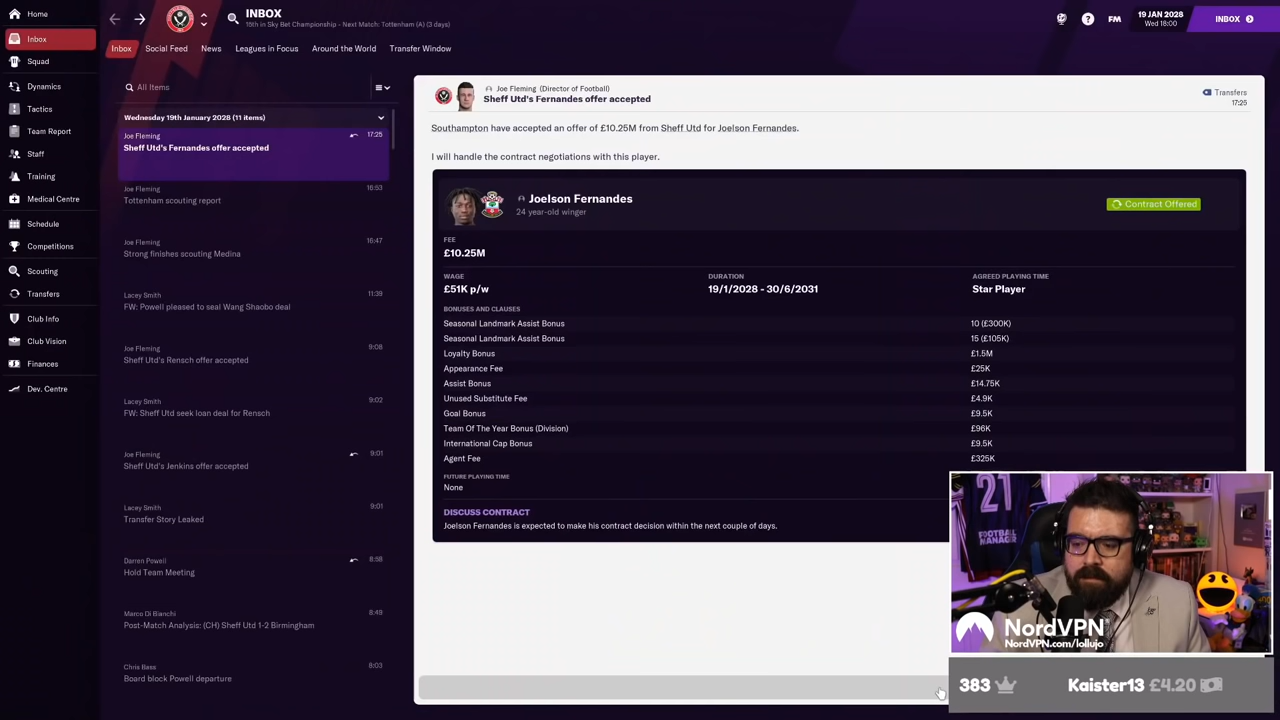 Home
INBOX
15th in Sky Bet Championship - Next Match: Tottenham (A) (3 days)
FM
19 JAN 2028
Wed 18:00
INBOX
Inbox
Squad
Dynamics
Tactics
Team Report
Staff
Training
Medical Centre
Schedule
Competitions
Scouting
Transfers
Club Info
Club Vision
Finances
Dev. Centre
Inbox
Social Feed
News
Leagues in Focus
Around the World
Transfer Window
All Items
Wednesday 19th January 2028 (11 items)
Joe Fleming
17:25
Sheff Utd's Fernandes offer accepted
Joe Fleming
16:53
Tottenham scouting report
Joe Fleming
16:47
Strong finishes scouting Medina
Lacey Smith
11:39
FW: Powell pleased to seal Wang Shaobo deal
Joe Fleming
9:08
Sheff Utd's Rensch offer accepted
Lacey Smith
9:02
FW: Sheff Utd seek loan deal for Rensch
Joe Fleming
9:01
Sheff Utd's Jenkins offer accepted
Lacey Smith
9:01
Transfer Story Leaked
Darren Powell
8:58
Hold Team Meeting
Marco Di Bianchi
8:49
Post-Match Analysis: (CH) Sheff Utd 1-2 Birmingham
Chris Bass
8:03
Board block Powell departure
Joe Fleming (Director of Football)
Sheff Utd's Fernandes offer accepted
Transfers
17:25
Southampton have accepted an offer of £10.25M from Sheff Utd for Joelson Fernandes.
I will handle the contract negotiations with this player.
Joelson Fernandes
24 year-old winger
Contract Offered
FEE
£10.25M
WAGE
DURATION
AGREED PLAYING TIME
£51K p/w
19/1/2028 - 30/6/2031
Star Player
BONUSES AND CLAUSES
Seasonal Landmark Assist Bonus
10 (£300K)
Seasonal Landmark Assist Bonus
15 (£105K)
Loyalty Bonus
£1.5M
Appearance Fee
£25K
Assist Bonus
£14.75K
Unused Substitute Fee
£4.9K
Goal Bonus
£9.5K
Team Of The Year Bonus (Division)
£96K
International Cap Bonus
£9.5K
Agent Fee
£325K
FUTURE PLAYING TIME
None
DISCUSS CONTRACT
Joelson Fernandes is expected to make his contract decision within the next couple of days.
21
FOOTBALL
MANAGER
NordVPN
NordVPN.com/lollujo
383
Kaister13 £4.20